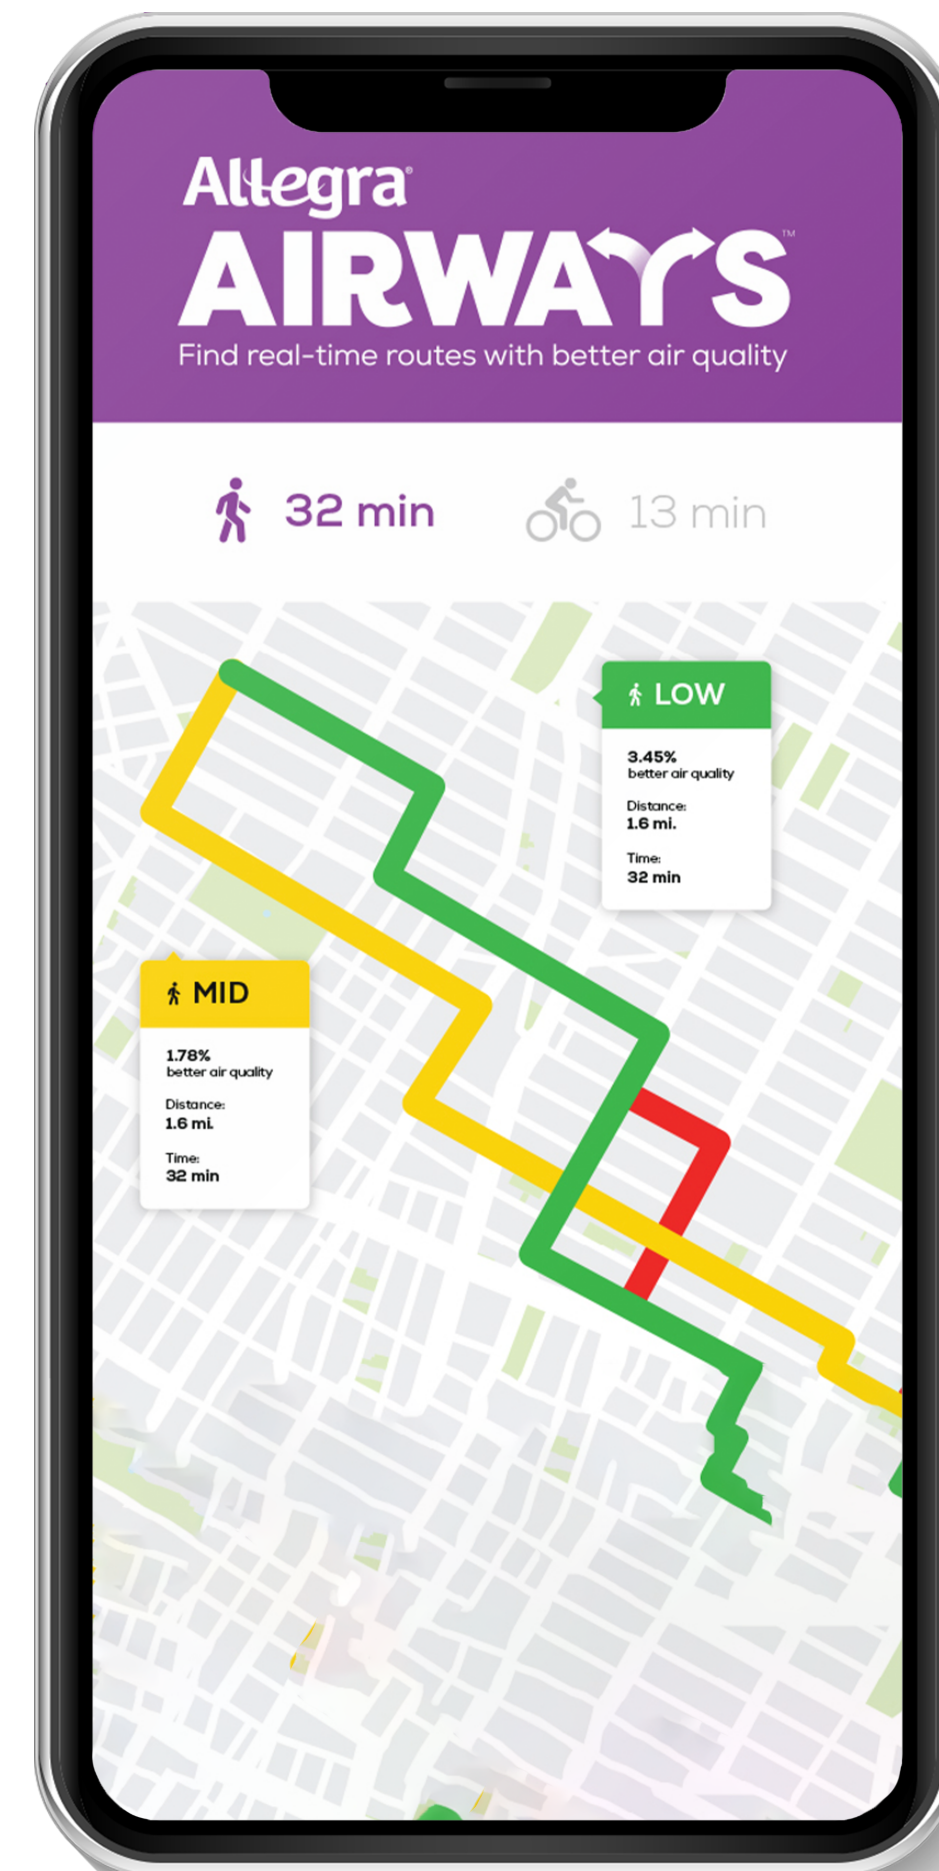 Allegra®
AIRWAYS™
Find real-time routes with better air quality
32 min
13 min
LOW
3.45%
better air quality
Distance:
1.6 mi.
Time:
32 min
MID
1.78%
better air quality
Distance:
1.6 mi.
Time:
32 min